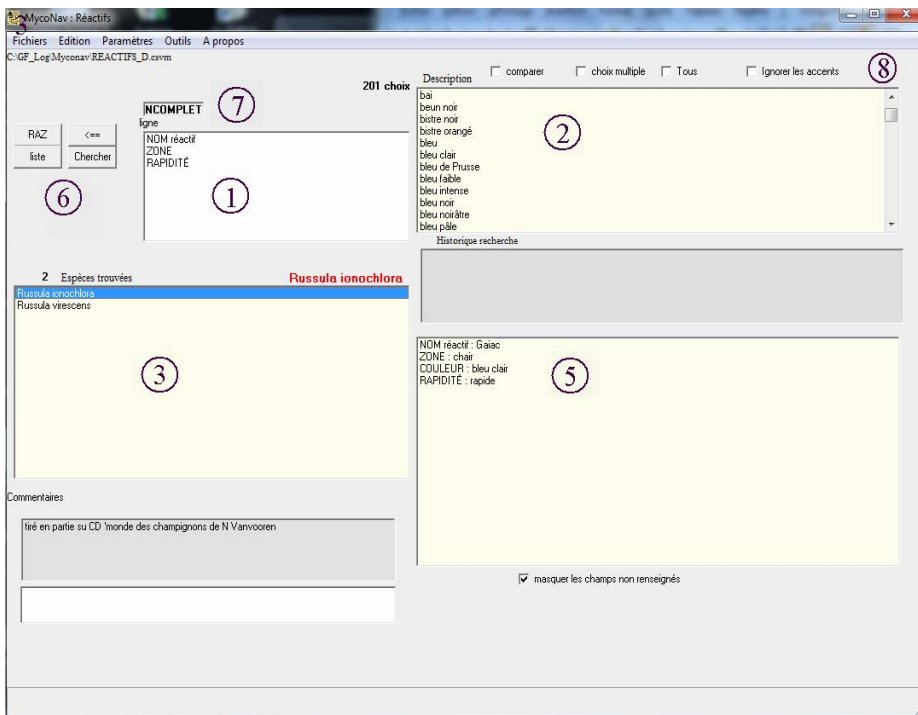 MycoNav : Réactifs
3
Fichiers Edition Paramètres Outils A propos
C:\GF_Log\Myconav\REACTIFS_D.csvm
201 choix
Description
comparer
choix multiple
Tous
Ignorer les accents
8
NCOMPLET
7
ligne
RAZ
<==
liste
Chercher
6
NOM réactif
ZONE
RAPIDITÉ
1
bai
beun noir
bistre noir
bistre orangé
bleu
bleu clair
bleu de Prusse
bleu faible
bleu intense
bleu noir
bleu noirâtre
bleu pâle
2
Historique recherche
2 Espèces trouvées
Russula ionochlora
Russula ionochlora
Russula virescens
3
NOM réactif : Gaiac
ZONE : chair
COULEUR : bleu clair
RAPIDITÉ : rapide
5
Commentaires
tiré en partie su CD 'monde des champignons de N Vanvooren
masquer les champs non renseignés